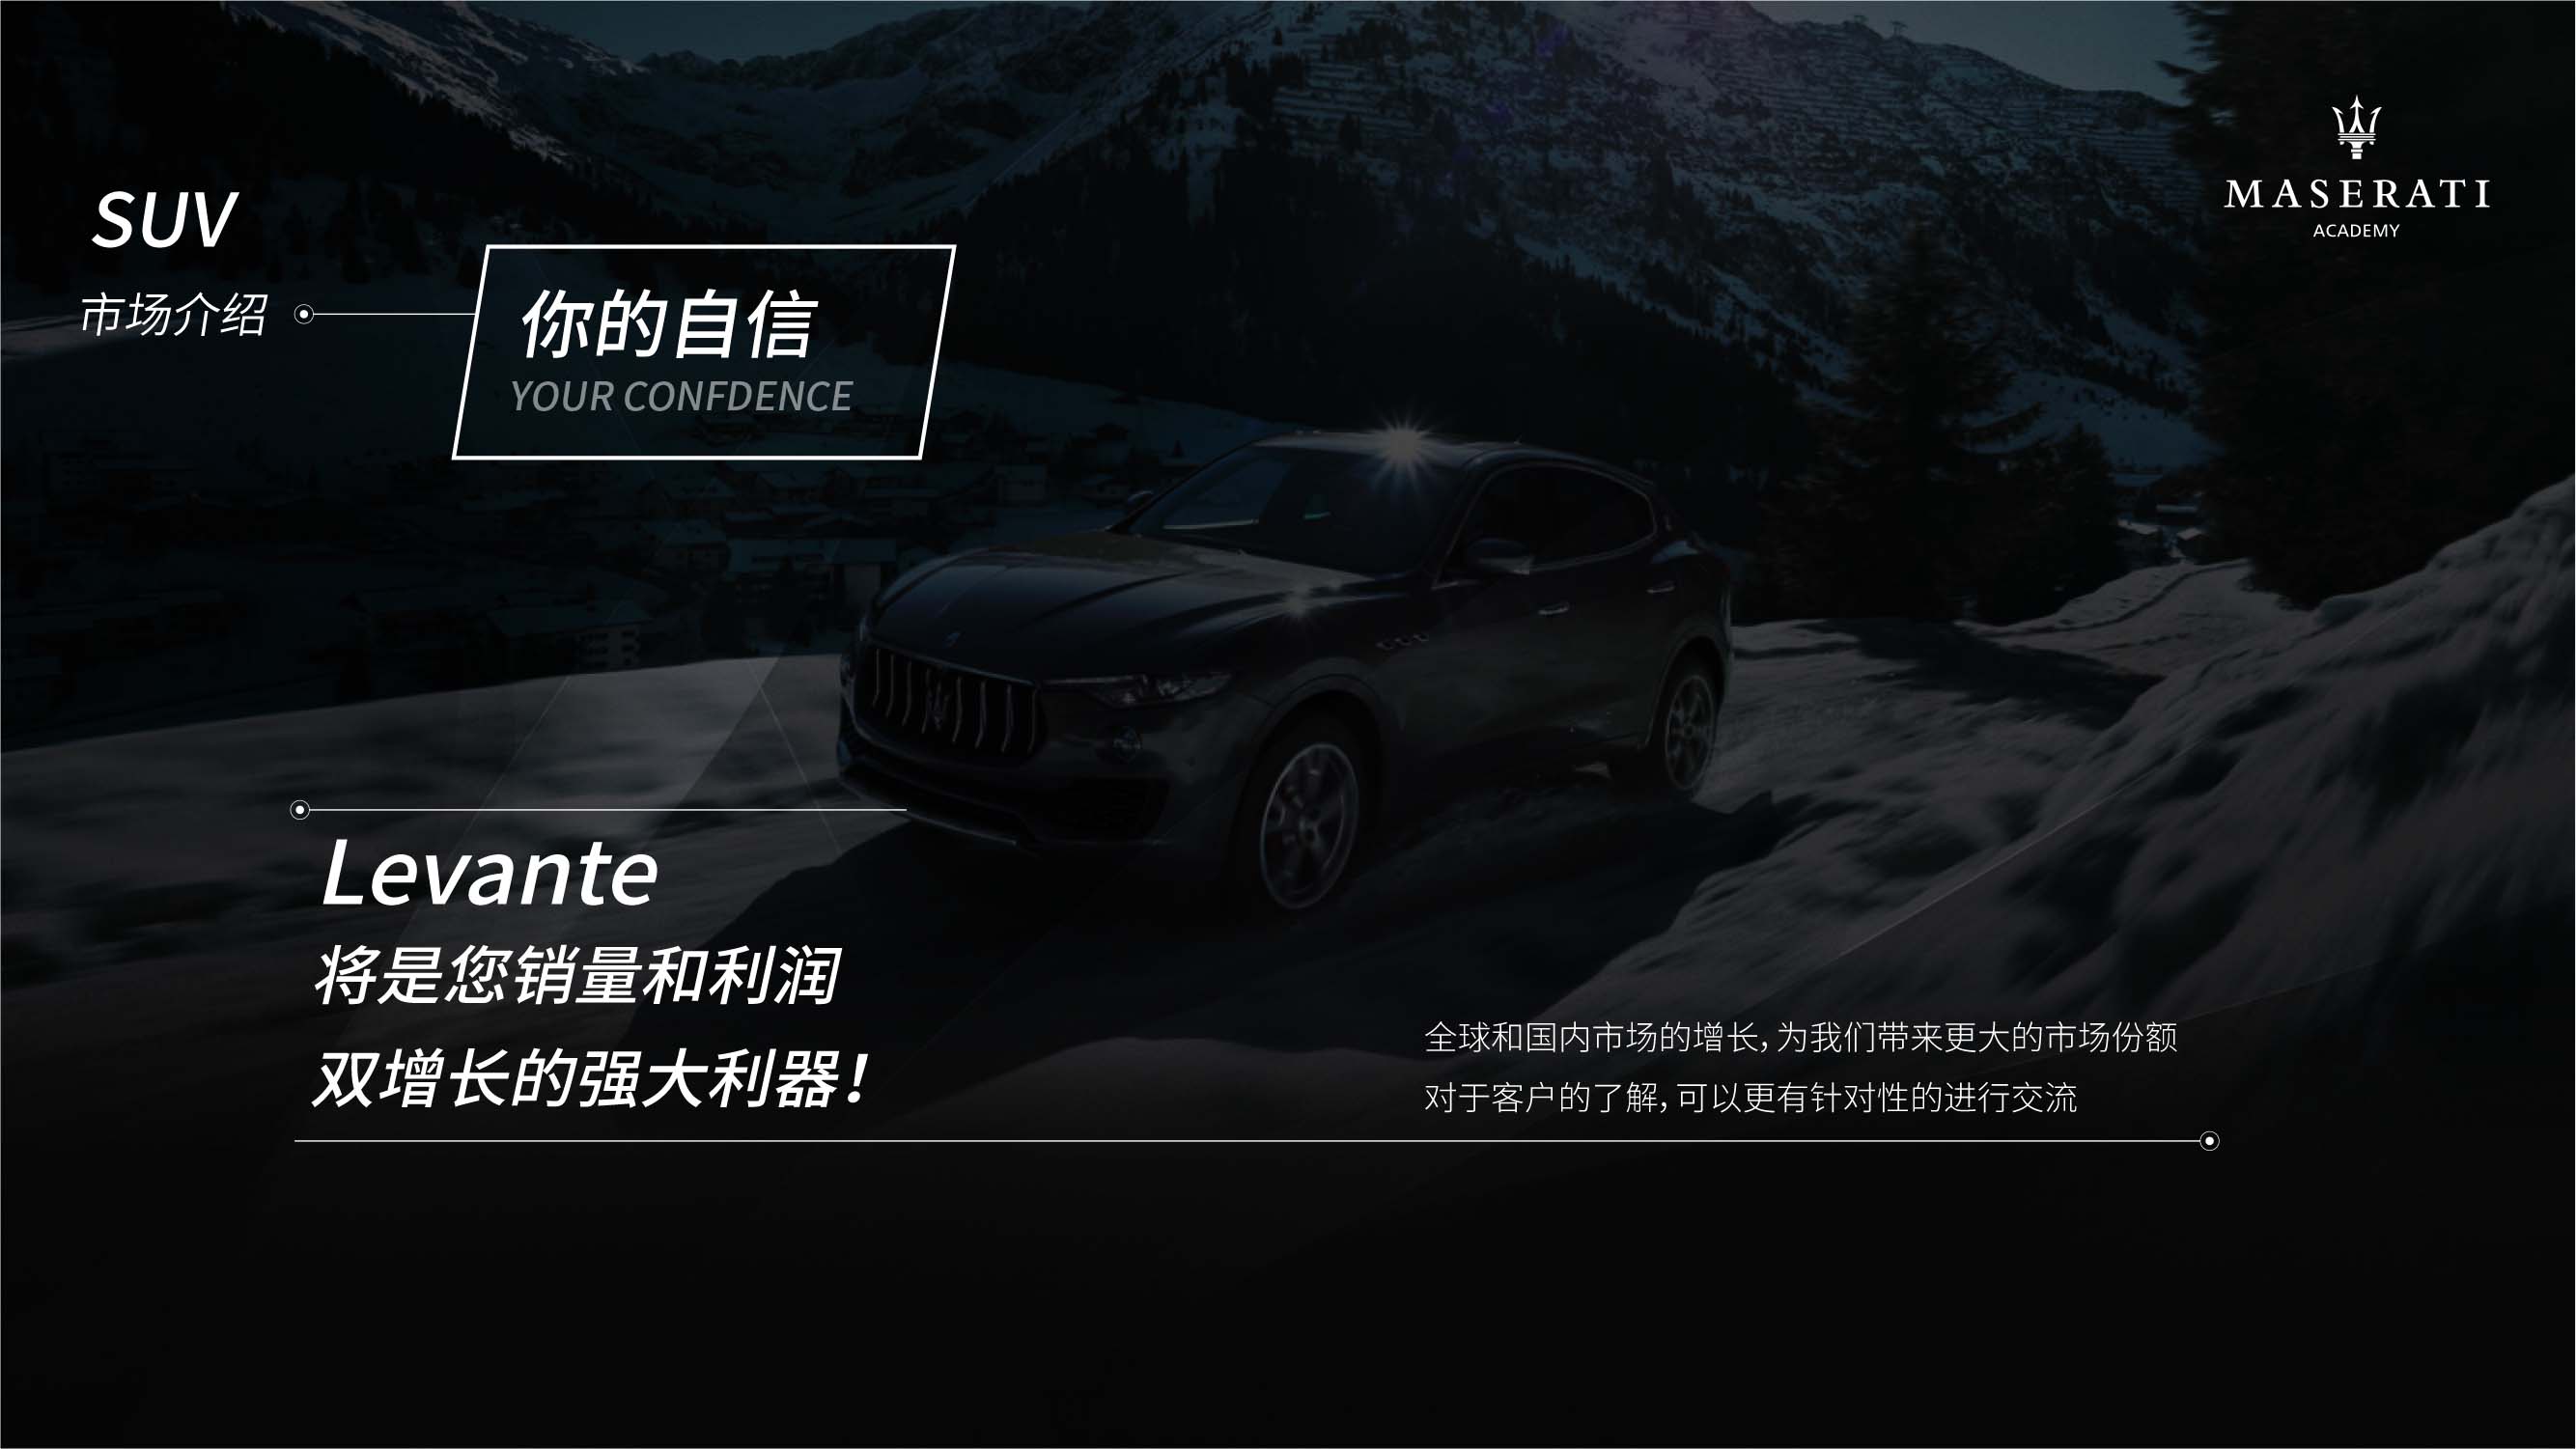 MASERATI
ACADEMY
SUV
市场介绍
你的自信
YOUR CONFDENCE
Levante
将是您销量和利润
双增长的强大利器！
全球和国内市场的增长，为我们带来更大的市场份额
对于客户的了解，可以更有针对性的进行交流